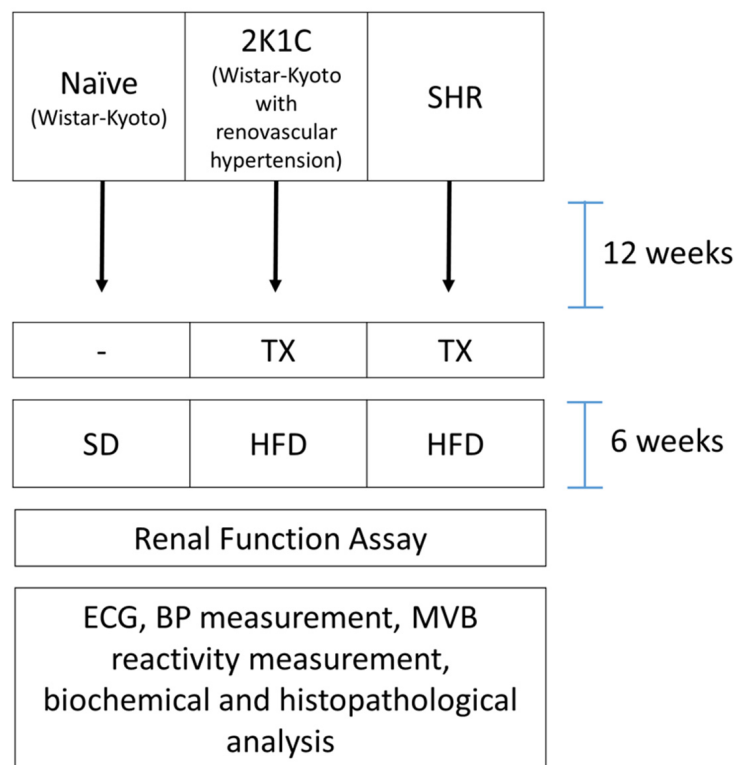 Naïve
(Wistar-Kyoto)
2K1C
(Wistar-Kyoto
with
renovascular
hypertension)
SHR
12 weeks
-
TX
TX
SD
HFD
HFD
6 weeks
Renal Function Assay
ECG, BP measurement, MVB
reactivity measurement,
biochemical and histopathological
analysis